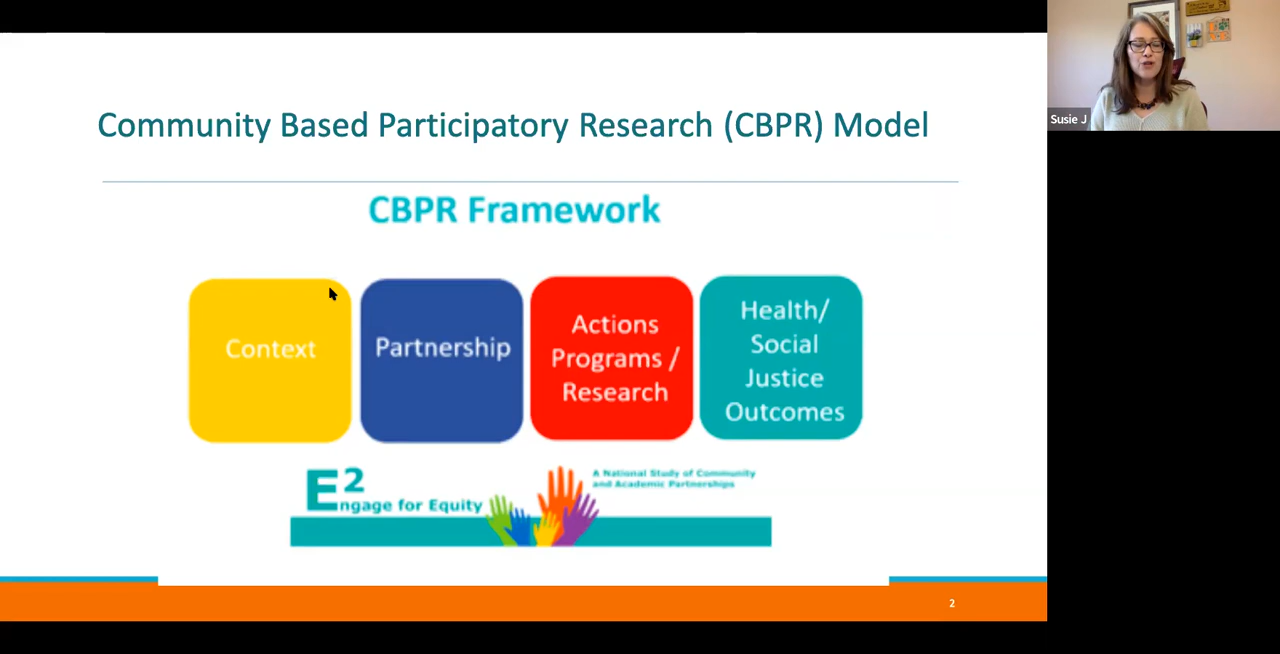 Community Based Participatory Research (CBPR) Model
CBPR Framework
Context
Partnership
Actions
Programs /
Research
Health/
Social
Justice
Outcomes
E2
ngage for Equity
A National Study of Community
and Academic Partnerships
2
Susie J